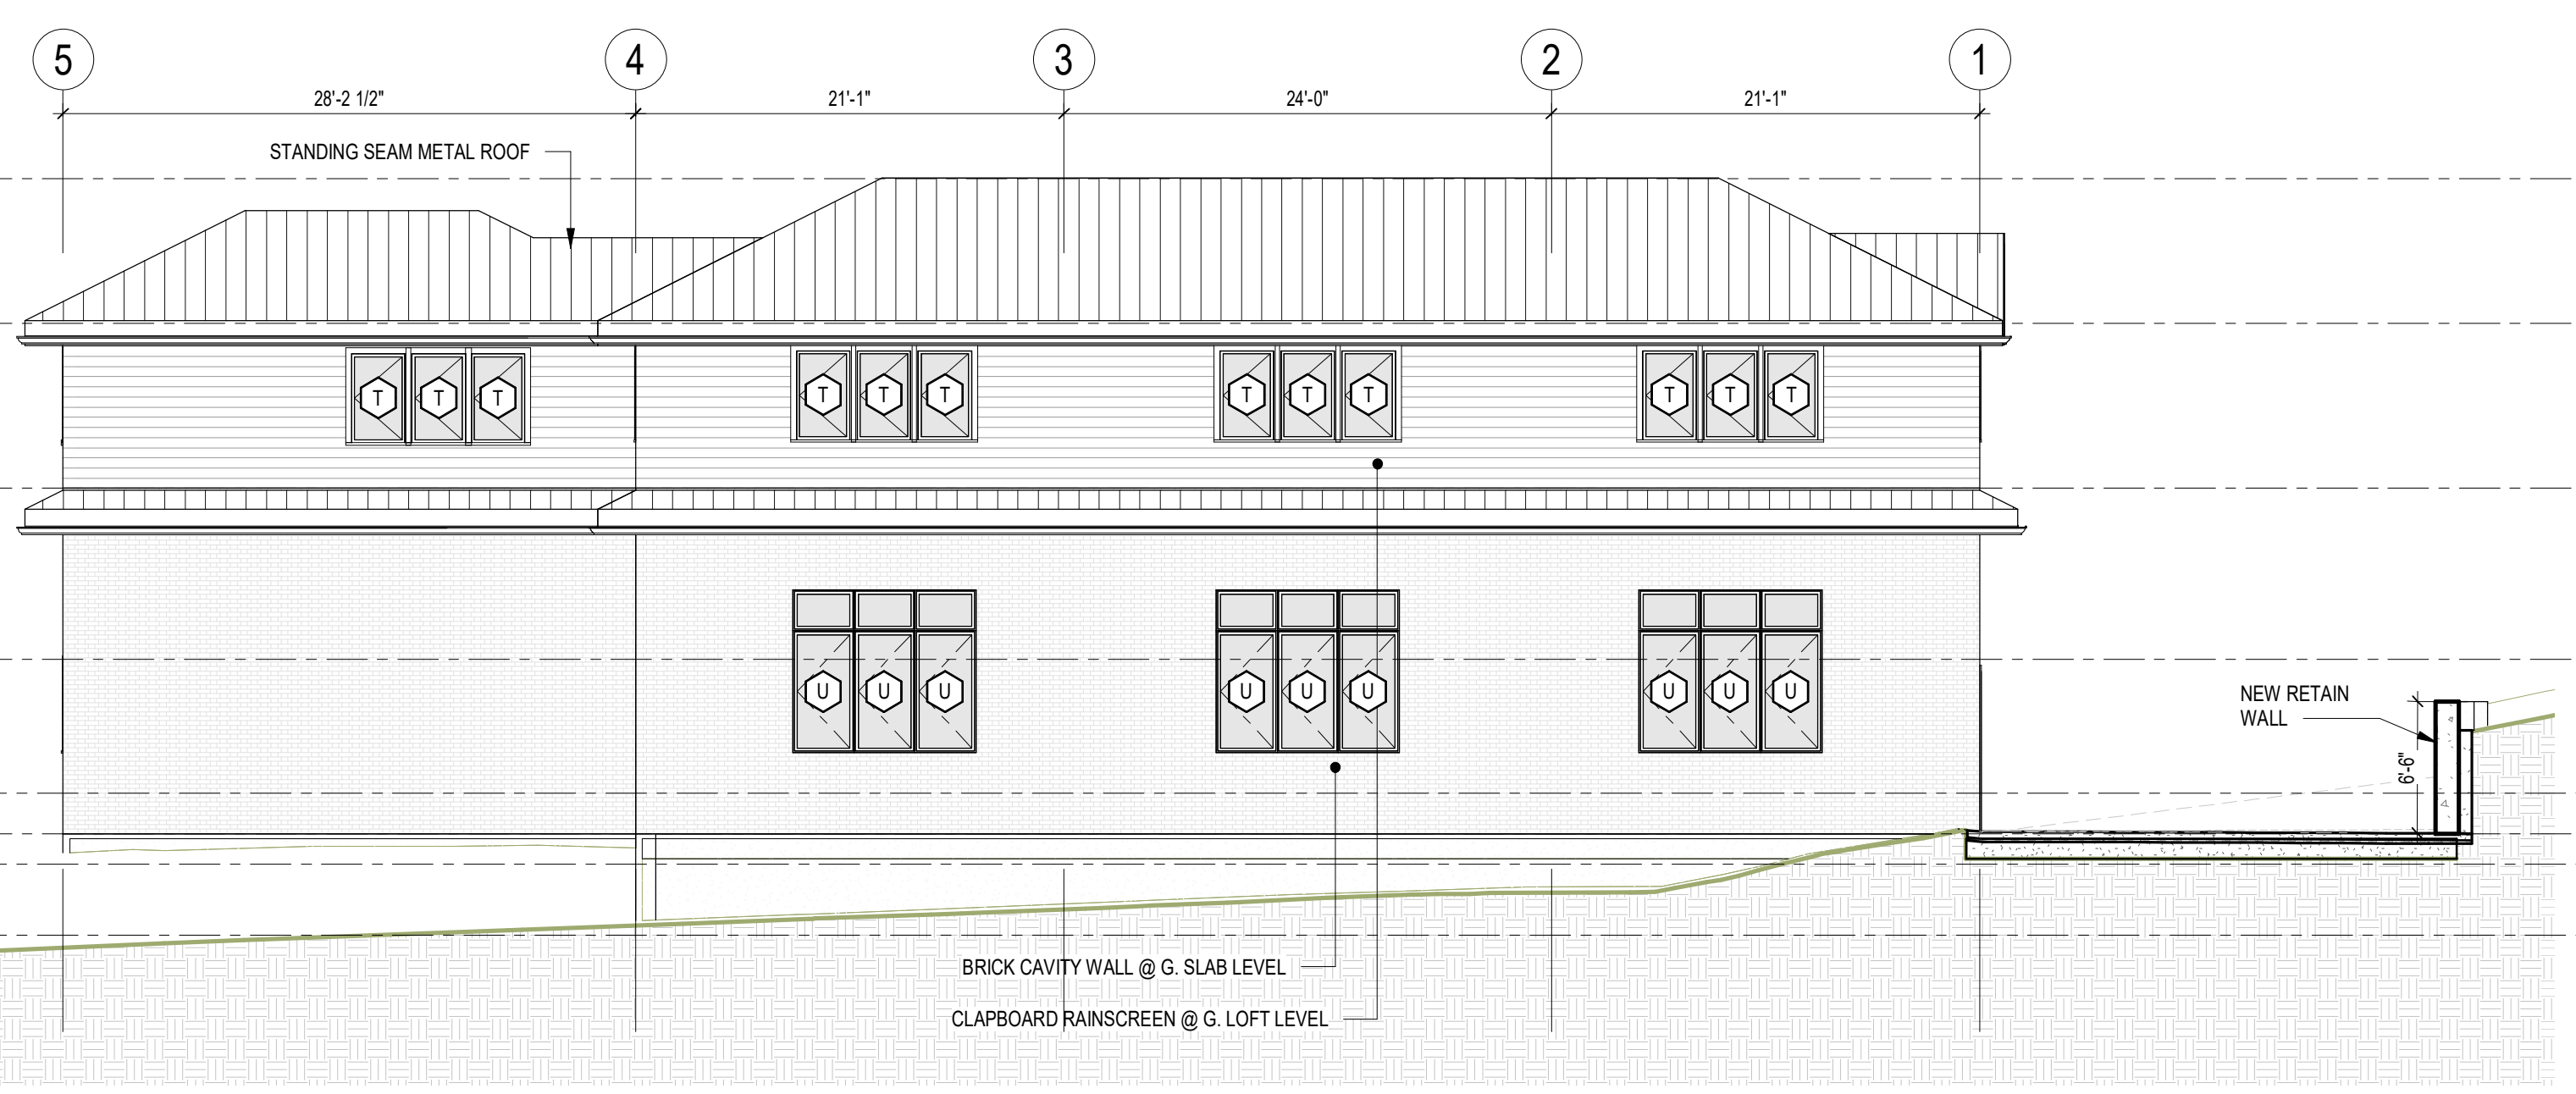 5 4 3 2 1
28'-2 1/2" 21'-1" 24'-0" 21'-1"
STANDING SEAM METAL ROOF
T T T T T T T T T T T T
U U U U U U U U U
NEW RETAIN
WALL
6'-6"
BRICK CAVITY WALL @ G. SLAB LEVEL
CLAPBOARD RAINSCREEN @ G. LOFT LEVEL